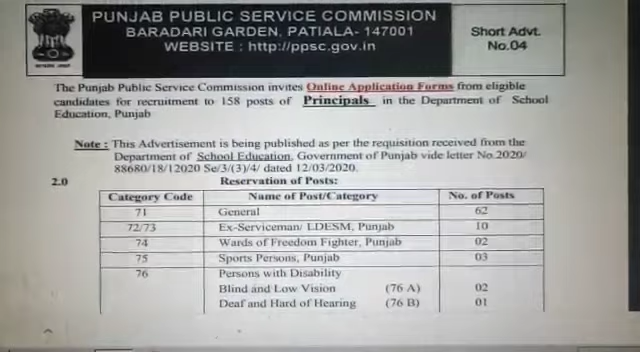 PUNJAB PUBLIC SERVICE COMMISSION
BARADARI GARDEN, PATIALA- 147001
WEBSITE : http://ppsc.gov.in
Short Advt.
No.04
The Punjab Public Service Commission invites Online Application Forms from eligible
candidates for recruitment to 158 posts of Principals in the Department of School
Education, Punjab
Note : This Advertisement is being published as per the requisition received from the
Department of School Education, Government of Punjab vide letter No.2020/
88680/18/12020 Se/3/(3)/4/ dated 12/03/2020.
2.0 Reservation of Posts:
Category Code Name of Post/Category No. of Posts
71 General 62
72/73 Ex-Serviceman/ LDESM, Punjab 10
74 Wards of Freedom Fighter, Punjab 02
75 Sports Persons, Punjab 03
76 Persons with Disability
Blind and Low Vision (76 A) 02
Deaf and Hard of Hearing (76 B) 01